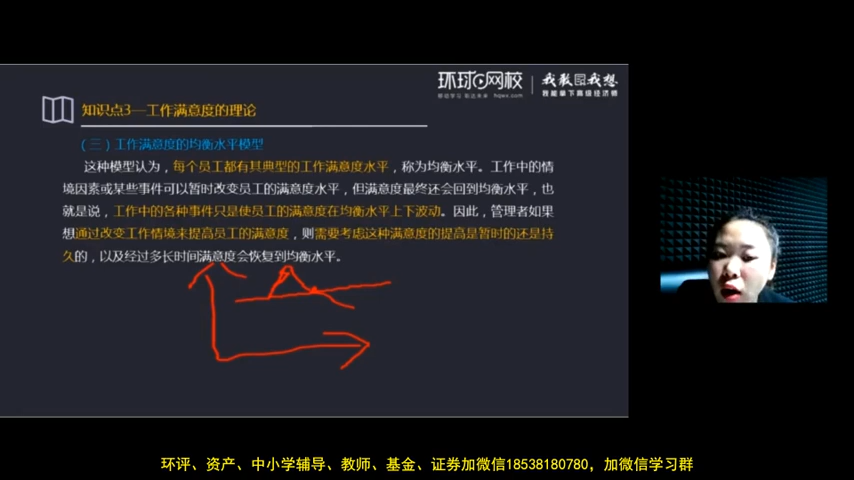 环球网校
hqwx.com
我敢我想
我能拿下高级经济师
知识点3—工作满意度的理论
（三）工作满意度的均衡水平模型
这种模型认为，每个员工都有其典型的工作满意度水平，称为均衡水平。工作中的情
境因素或某些事件可以暂时改变员工的满意度水平，但满意度最终还会回到均衡水平，也
就是说，工作中的各种事件只是使员工的满意度在均衡水平上下波动。因此，管理者如果
想通过改变工作情境来提高员工的满意度，则需要考虑这种满意度的提高是暂时的还是持
久的，以及经过多长时间满意度会恢复到均衡水平。
环评、资产、中小学辅导、教师、基金、证券加微信18538180780，加微信学习群